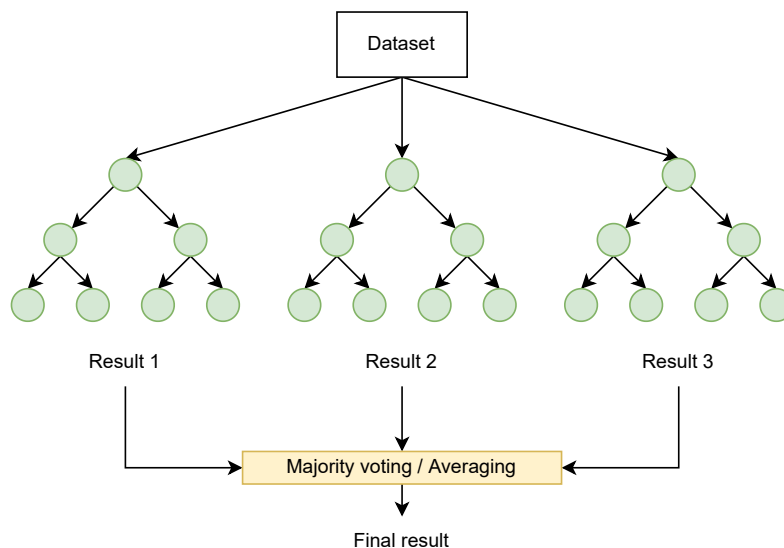 Dataset
Result 1
Result 2
Result 3
Majority voting / Averaging
Final result